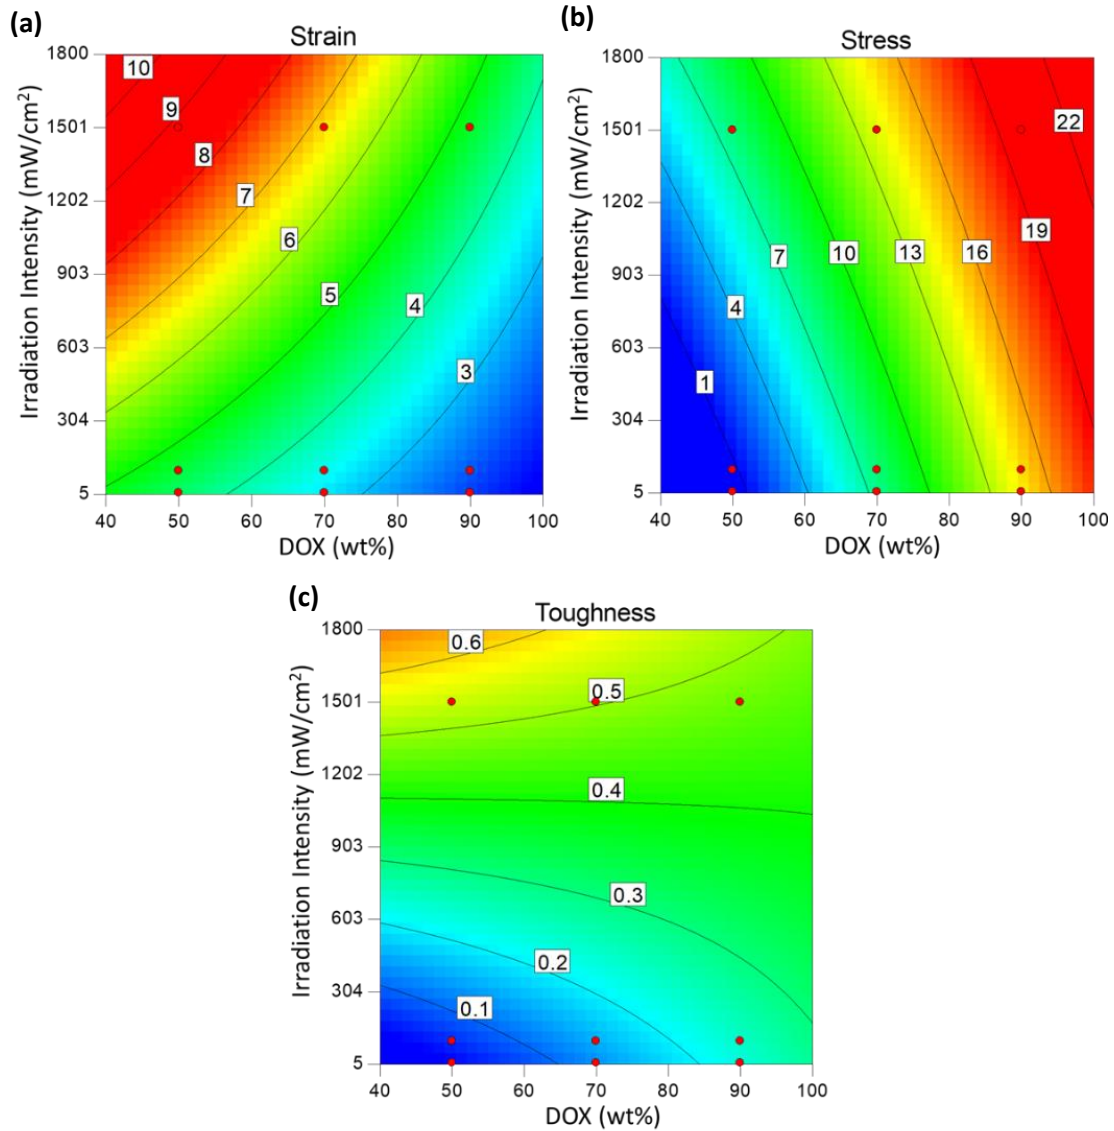 (a)
Strain
Irradiation Intensity (mW/cm²)
1800
1501
1202
903
603
304
5
10
9
8
7
6
5
4
3
40 50 60 70 80 90 100
DOX (wt%)
(b)
Stress
Irradiation Intensity (mW/cm²)
1800
1501
1202
903
603
304
5
22
19
16
13
10
7
4
1
40 50 60 70 80 90 100
DOX (wt%)
(c)
Toughness
Irradiation Intensity (mW/cm²)
1800
1501
1202
903
603
304
5
0.6
0.5
0.4
0.3
0.2
0.1
40 50 60 70 80 90 100
DOX (wt%)